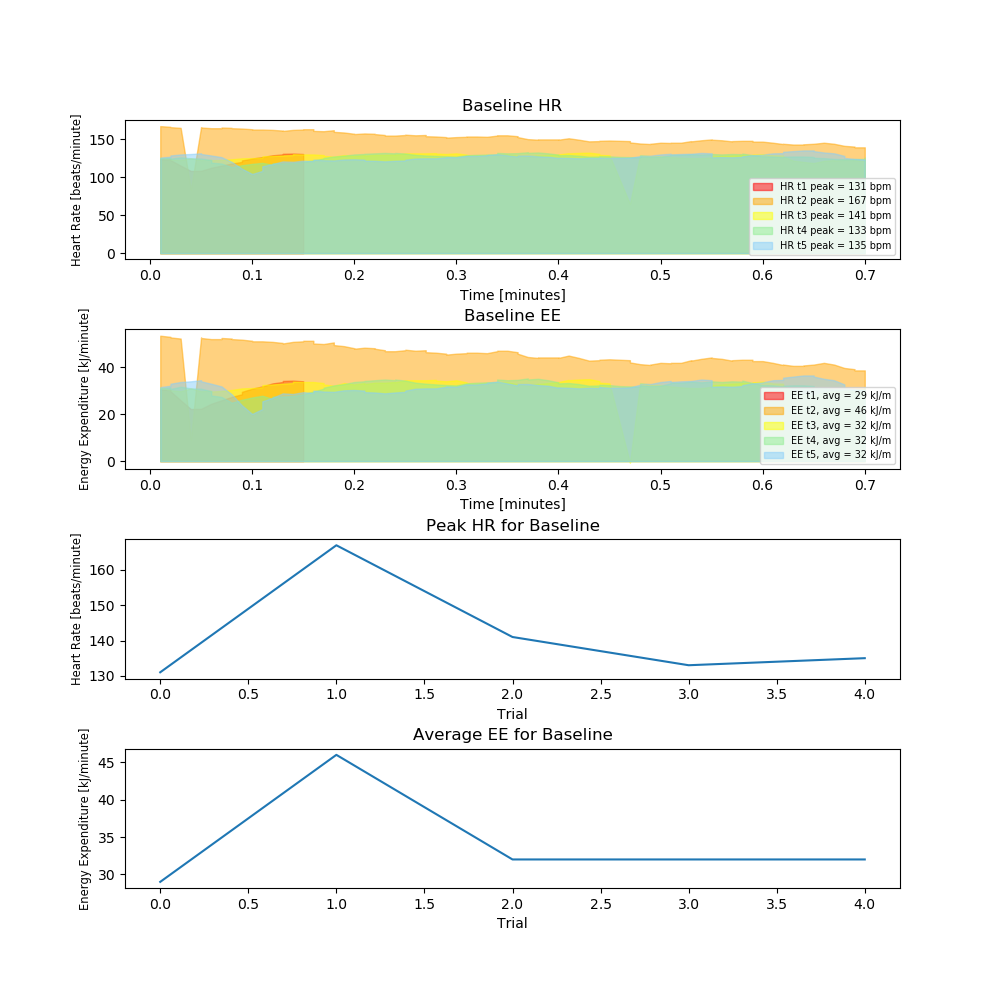 Baseline HR
Heart Rate [beats/minute]
150
100
50
0
HR t1 peak = 131 bpm
HR t2 peak = 167 bpm
HR t3 peak = 141 bpm
HR t4 peak = 133 bpm
HR t5 peak = 135 bpm
0.0 0.1 0.2 0.3 0.4 0.5 0.6 0.7
Time [minutes]
Baseline EE
Energy Expenditure [kJ/minute]
40
20
0
EE t1, avg = 29 kJ/m
EE t2, avg = 46 kJ/m
EE t3, avg = 32 kJ/m
EE t4, avg = 32 kJ/m
EE t5, avg = 32 kJ/m
0.0 0.1 0.2 0.3 0.4 0.5 0.6 0.7
Time [minutes]
Peak HR for Baseline
Heart Rate [beats/minute]
160
150
140
130
0.0 0.5 1.0 1.5 2.0 2.5 3.0 3.5 4.0
Trial
Average EE for Baseline
Energy Expenditure [kJ/minute]
45
40
35
30
0.0 0.5 1.0 1.5 2.0 2.5 3.0 3.5 4.0
Trial